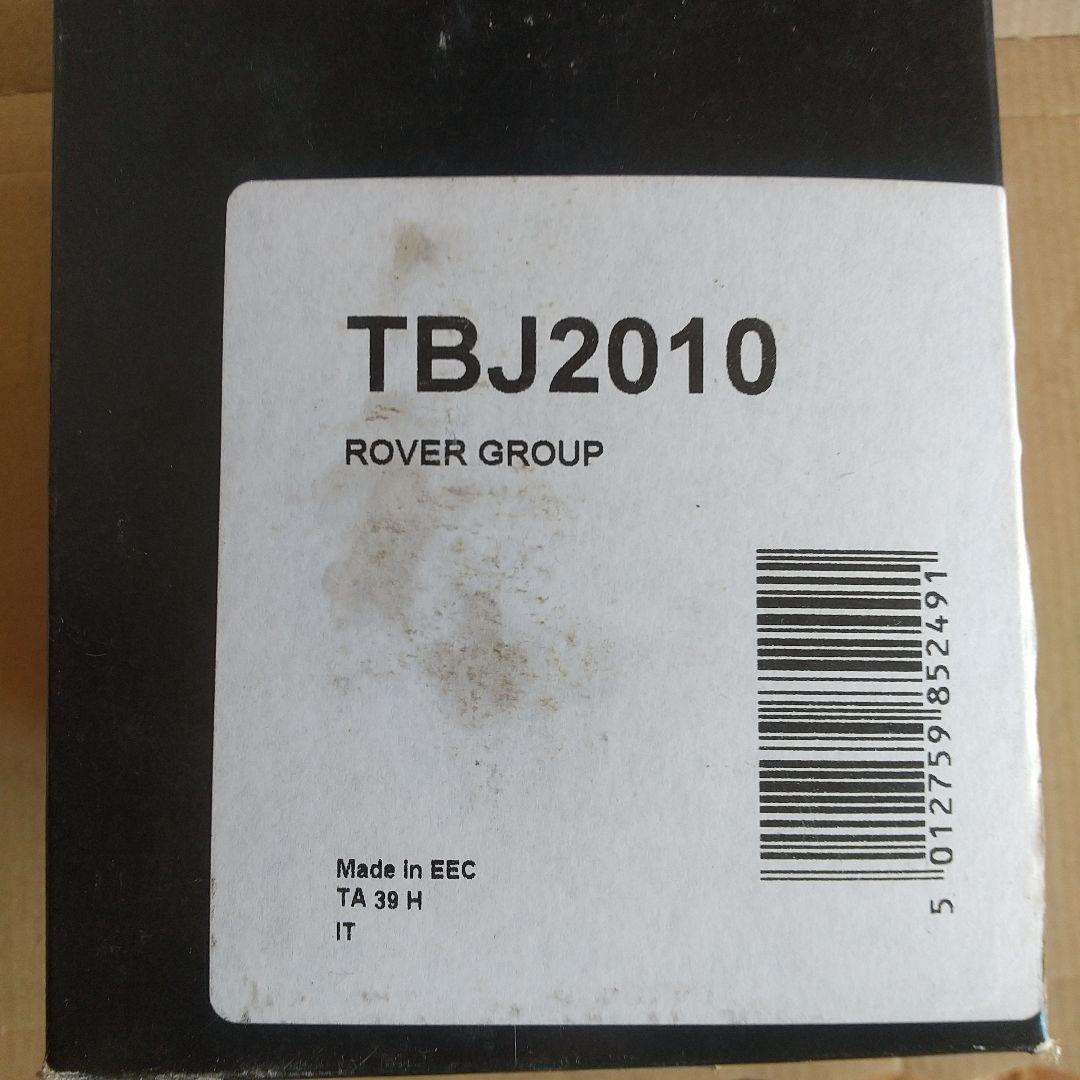 TBJ2010
ROVER GROUP
5 012759 852491
Made in EEC
TA 39 H
IT